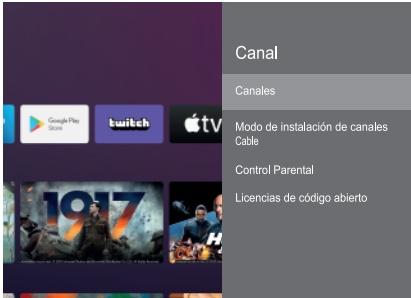 Canal
Canales
Modo de instalación de canales
Cable
Control Parental
Licencias de código abierto
Google Play
Store
twitch
tv
1917